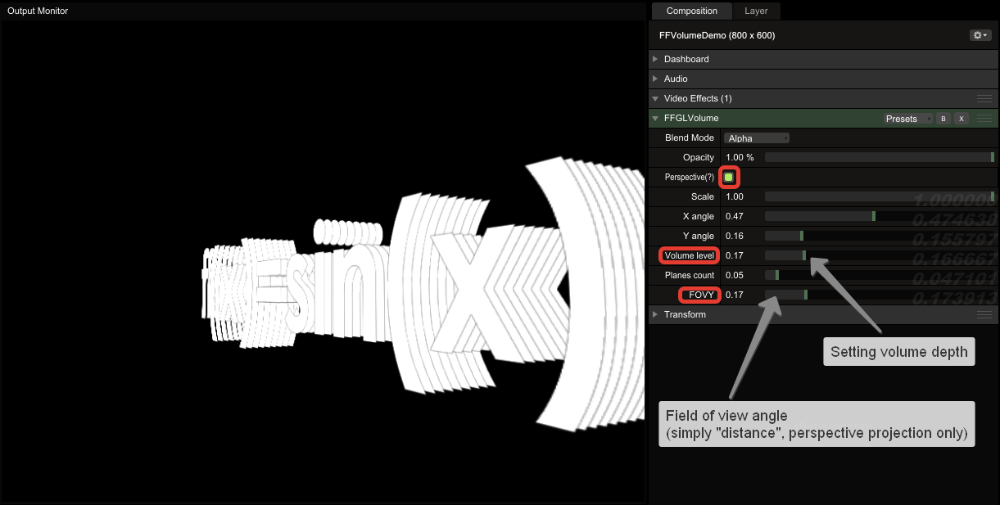 Output Monitor
Composition
Layer
FFVolumeDemo (800 x 600)
Dashboard
Audio
Video Effects (1)
FFGLVolume
Presets
B
X
Blend Mode
Alpha
Opacity
1.00 %
Perspective(?)
Scale
1.00
1.000000
X angle
0.47
0.474638
Y angle
0.16
0.155797
Volume level
0.17
0.166667
Planes count
0.05
0.047101
FOVY
0.17
0.173913
Transform
Setting volume depth
Field of view angle
(simply "distance", perspective projection only)